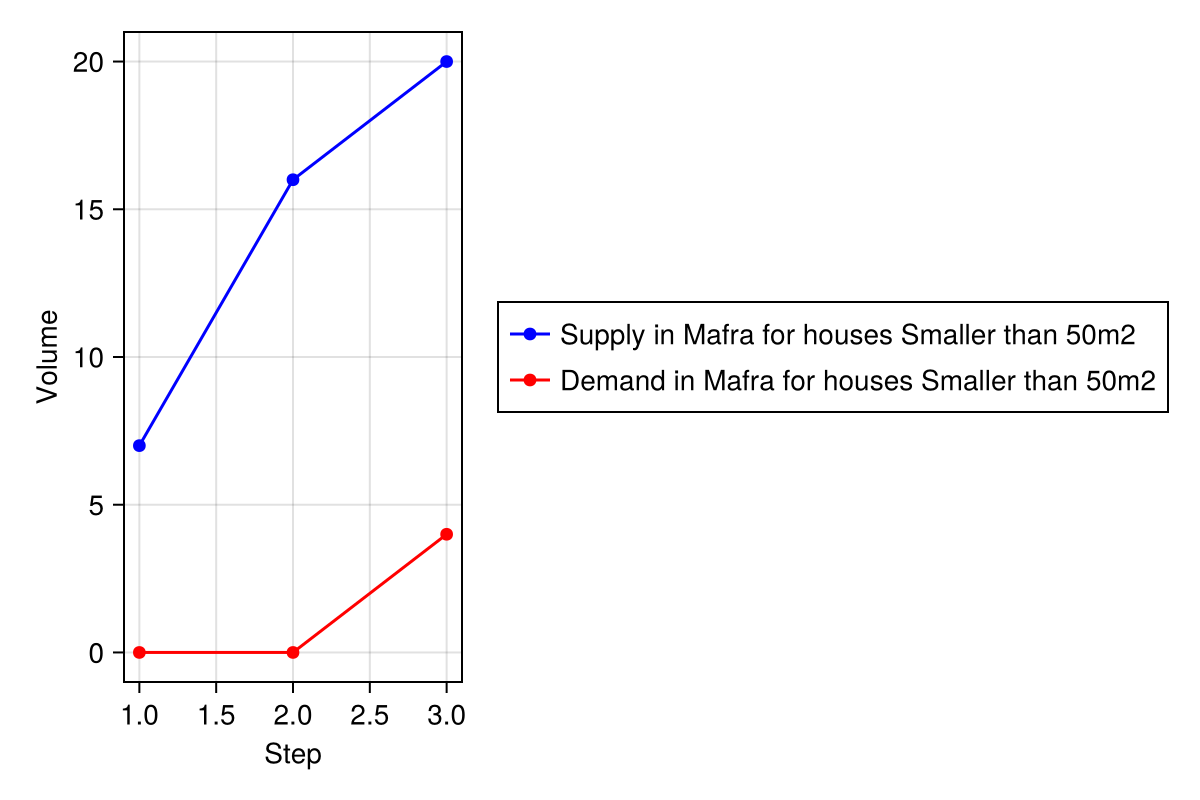 20
15
10
5
0
Volume
1.0 1.5 2.0 2.5 3.0
Step
Supply in Mafra for houses Smaller than 50m2
Demand in Mafra for houses Smaller than 50m2